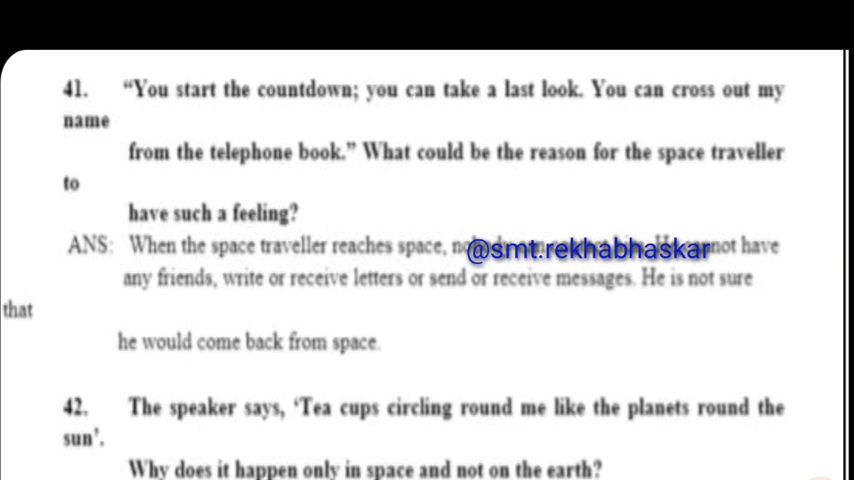 41. “You start the countdown; you can take a last look. You can cross out my
name
from the telephone book.” What could be the reason for the space traveller
to
have such a feeling?
ANS: When the space traveller reaches space, @smt.rekhabhaskar not have
any friends, write or receive letters or send or receive messages. He is not sure
that
he would come back from space.
42. The speaker says, ‘Tea cups circling round me like the planets round the
sun’.
Why does it happen only in space and not on the earth?